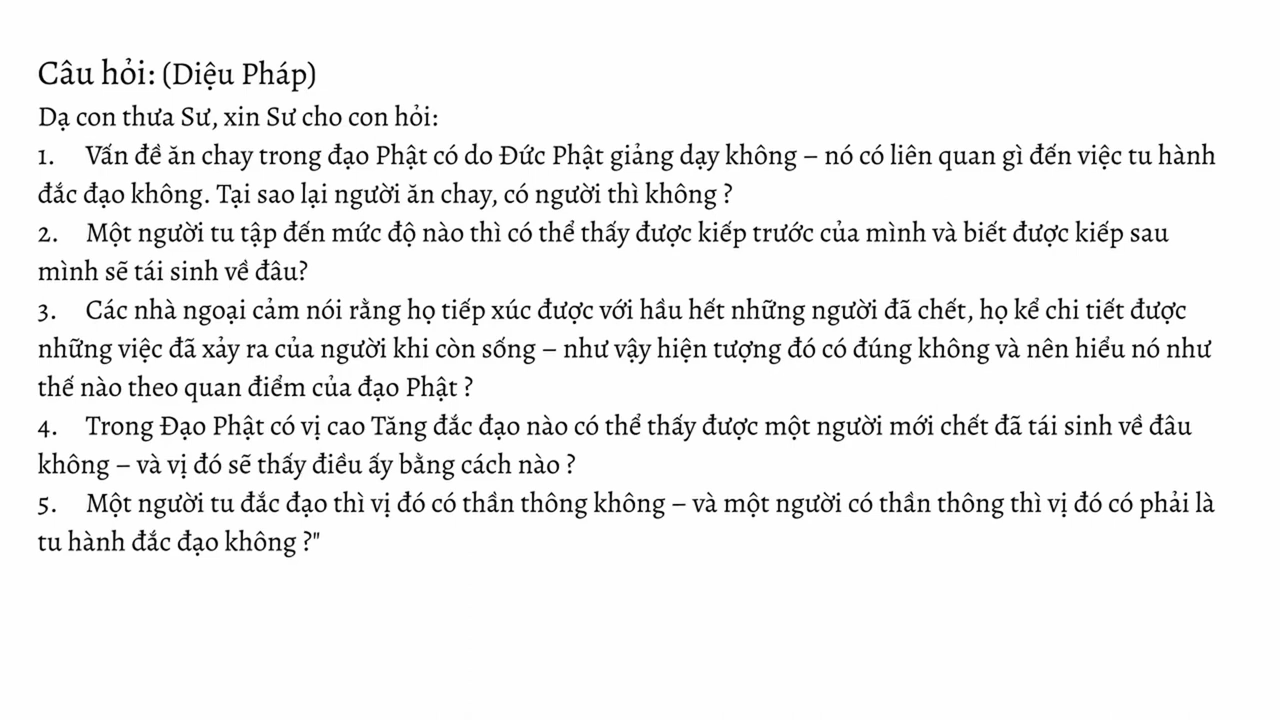 Câu hỏi: (Diệu Pháp)
Dạ con thưa Sư, xin Sư cho con hỏi:
1. Vấn đề ăn chay trong đạo Phật có do Đức Phật giảng dạy không – nó có liên quan gì đến việc tu hành
đắc đạo không. Tại sao lại người ăn chay, có người thì không ?
2. Một người tu tập đến mức độ nào thì có thể thấy được kiếp trước của mình và biết được kiếp sau
mình sẽ tái sinh về đâu?
3. Các nhà ngoại cảm nói rằng họ tiếp xúc được với hầu hết những người đã chết, họ kể chi tiết được
những việc đã xảy ra của người khi còn sống – như vậy hiện tượng đó có đúng không và nên hiểu nó như
thế nào theo quan điểm của đạo Phật ?
4. Trong Đạo Phật có vị cao Tăng đắc đạo nào có thể thấy được một người mới chết đã tái sinh về đâu
không – và vị đó sẽ thấy điều ấy bằng cách nào ?
5. Một người tu đắc đạo thì vị đó có thần thông không – và một người có thần thông thì vị đó có phải là
tu hành đắc đạo không ?"